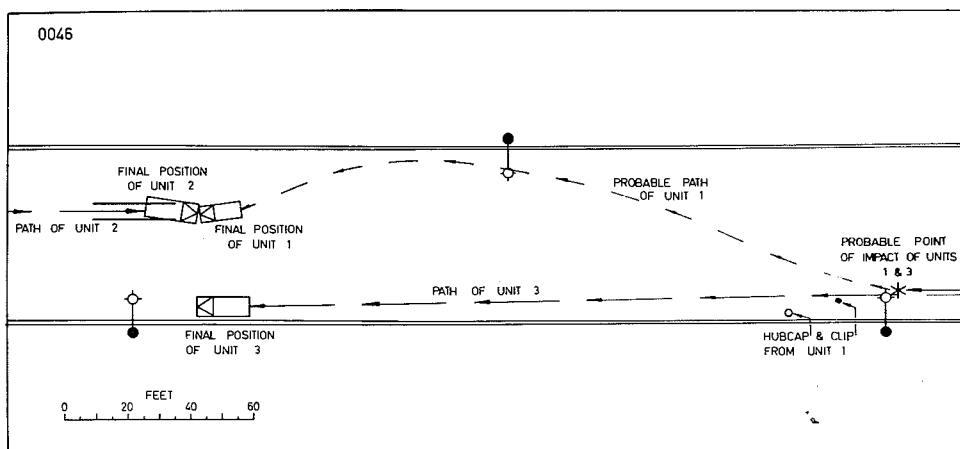 0046
FINAL POSITION
OF UNIT 2
PROBABLE PATH
OF UNIT 1
PATH OF UNIT 2
FINAL POSITION
OF UNIT 1
PROBABLE POINT
OF IMPACT OF UNITS
1 & 3
PATH OF UNIT 3
FINAL POSITION
OF UNIT 3
HUBCAP & CLIP
FROM UNIT 1
FEET
0 20 40 60